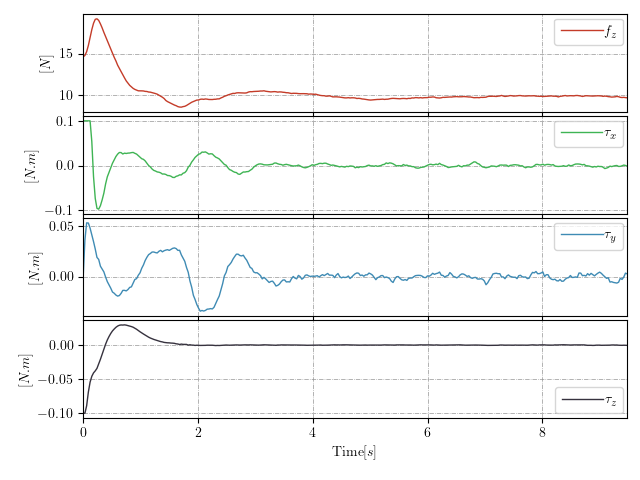 15
10
[N]
f_z
0.1
0.0
−0.1
[N.m]
τ_x
0.05
0.00
[N.m]
τ_y
0.00
−0.05
−0.10
[N.m]
τ_z
0 2 4 6 8
Time[s]